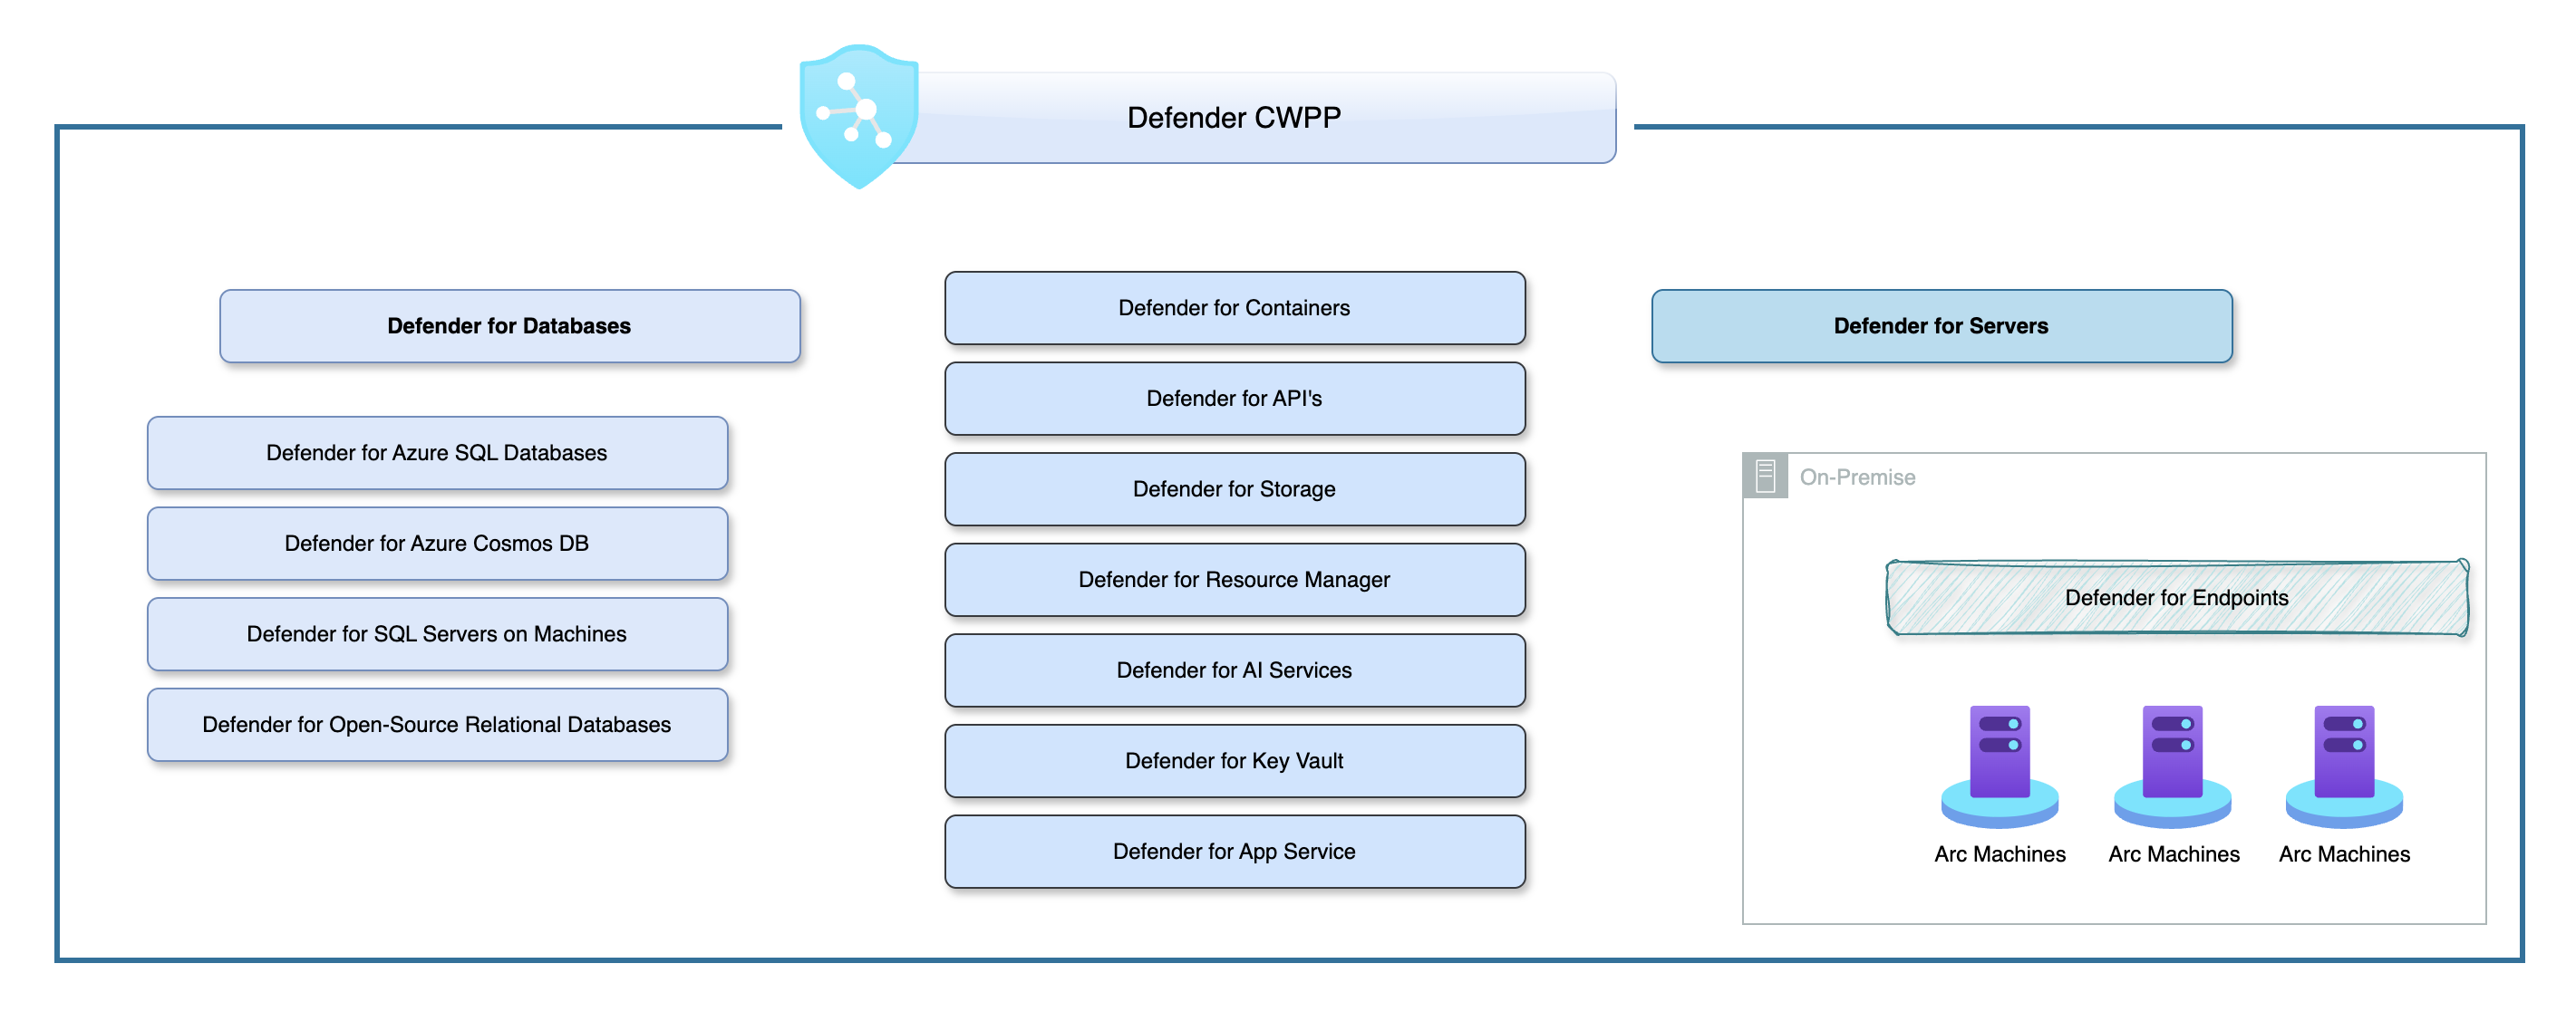 Defender CWPP
Defender for Databases
Defender for Azure SQL Databases
Defender for Azure Cosmos DB
Defender for SQL Servers on Machines
Defender for Open-Source Relational Databases
Defender for Containers
Defender for API's
Defender for Storage
Defender for Resource Manager
Defender for AI Services
Defender for Key Vault
Defender for App Service
Defender for Servers
On-Premise
Defender for Endpoints
Arc Machines
Arc Machines
Arc Machines